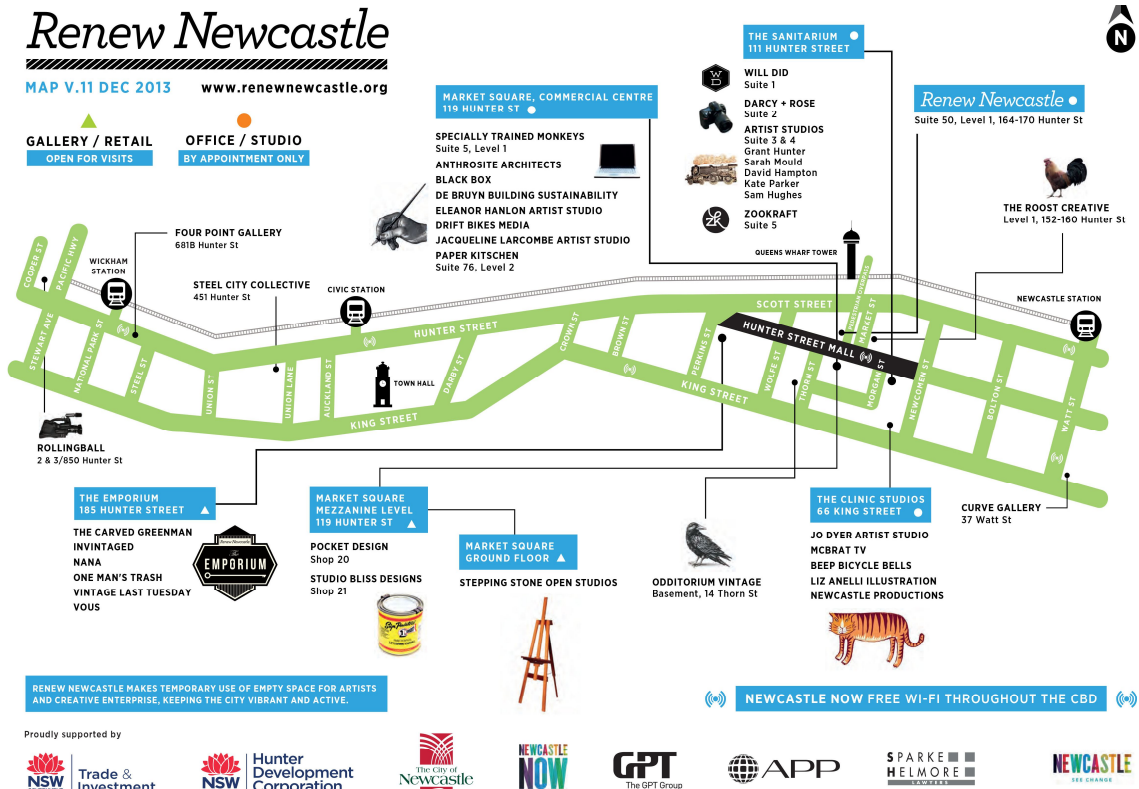 Renew Newcastle
MAP V.11 DEC 2013
www.renewnewcastle.org
GALLERY / RETAIL
OPEN FOR VISITS
OFFICE / STUDIO
BY APPOINTMENT ONLY
MARKET SQUARE, COMMERCIAL CENTRE
119 HUNTER ST
SPECIALLY TRAINED MONKEYS
Suite 5, Level 1
ANTHROSITE ARCHITECTS
BLACK BOX
DE BRUYN BUILDING SUSTAINABILITY
ELEANOR HANLON ARTIST STUDIO
DRIFT BIKES MEDIA
JACQUELINE LARCOMBE ARTIST STUDIO
PAPER KITSCHEN
Suite 76, Level 2
THE SANITARIUM
111 HUNTER STREET
WD
WILL DID
Suite 1
DARCY + ROSE
Suite 2
ARTIST STUDIOS
Suite 3 & 4
Grant Hunter
Sarah Mould
David Hampton
Kate Parker
Sam Hughes
ZK
ZOOKRAFT
Suite 5
N
Renew Newcastle
Suite 50, Level 1, 164-170 Hunter St
THE ROOST CREATIVE
Level 1, 152-160 Hunter St
FOUR POINT GALLERY
681B Hunter St
STEEL CITY COLLECTIVE
451 Hunter St
WICKHAM
STATION
CIVIC STATION
QUEENS WHARF TOWER
NEWCASTLE STATION
COOPER ST
PACIFIC HWY
STEWART AVE
NATIONAL PARK ST
STEEL ST
UNION ST
UNION LANE
AUCKLAND ST
HUNTER STREET
TOWN HALL
DARBY ST
KING STREET
CROWN ST
BROWN ST
PERKINS ST
KING STREET
SCOTT STREET
HUNTER STREET MALL
WOLFE ST
THORN ST
PEDESTRIAN OVERPASS
MARKET ST
MORGAN ST
NEWCOMEN ST
BOLTON ST
WATT ST
ROLLINGBALL
2 & 3/850 Hunter St
THE EMPORIUM
185 HUNTER STREET
THE CARVED GREENMAN
INVINTAGED
NANA
ONE MAN'S TRASH
VINTAGE LAST TUESDAY
VOUS
Renew Newcastle
The
EMPORIUM
MARKET SQUARE
MEZZANINE LEVEL
119 HUNTER ST
POCKET DESIGN
Shop 20
STUDIO BLISS DESIGNS
Shop 21
MARKET SQUARE
GROUND FLOOR
STEPPING STONE OPEN STUDIOS
ODDITORIUM VINTAGE
Basement, 14 Thorn St
THE CLINIC STUDIOS
66 KING STREET
JO DYER ARTIST STUDIO
MCBRAT TV
BEEP BICYCLE BELLS
LIZ ANELLI ILLUSTRATION
NEWCASTLE PRODUCTIONS
CURVE GALLERY
37 Watt St
RENEW NEWCASTLE MAKES TEMPORARY USE OF EMPTY SPACE FOR ARTISTS
AND CREATIVE ENTERPRISE, KEEPING THE CITY VIBRANT AND ACTIVE.
NEWCASTLE NOW FREE WI-FI THROUGHOUT THE CBD
Proudly supported by
NSW
Trade &
Investment
NSW
Hunter
Development
Corporation
The City of
Newcastle
NEWCASTLE
NOW
GPT
The GPT Group
APP
SPARKE
HELMORE
LAWYERS
NEWCASTLE
SEE CHANGE